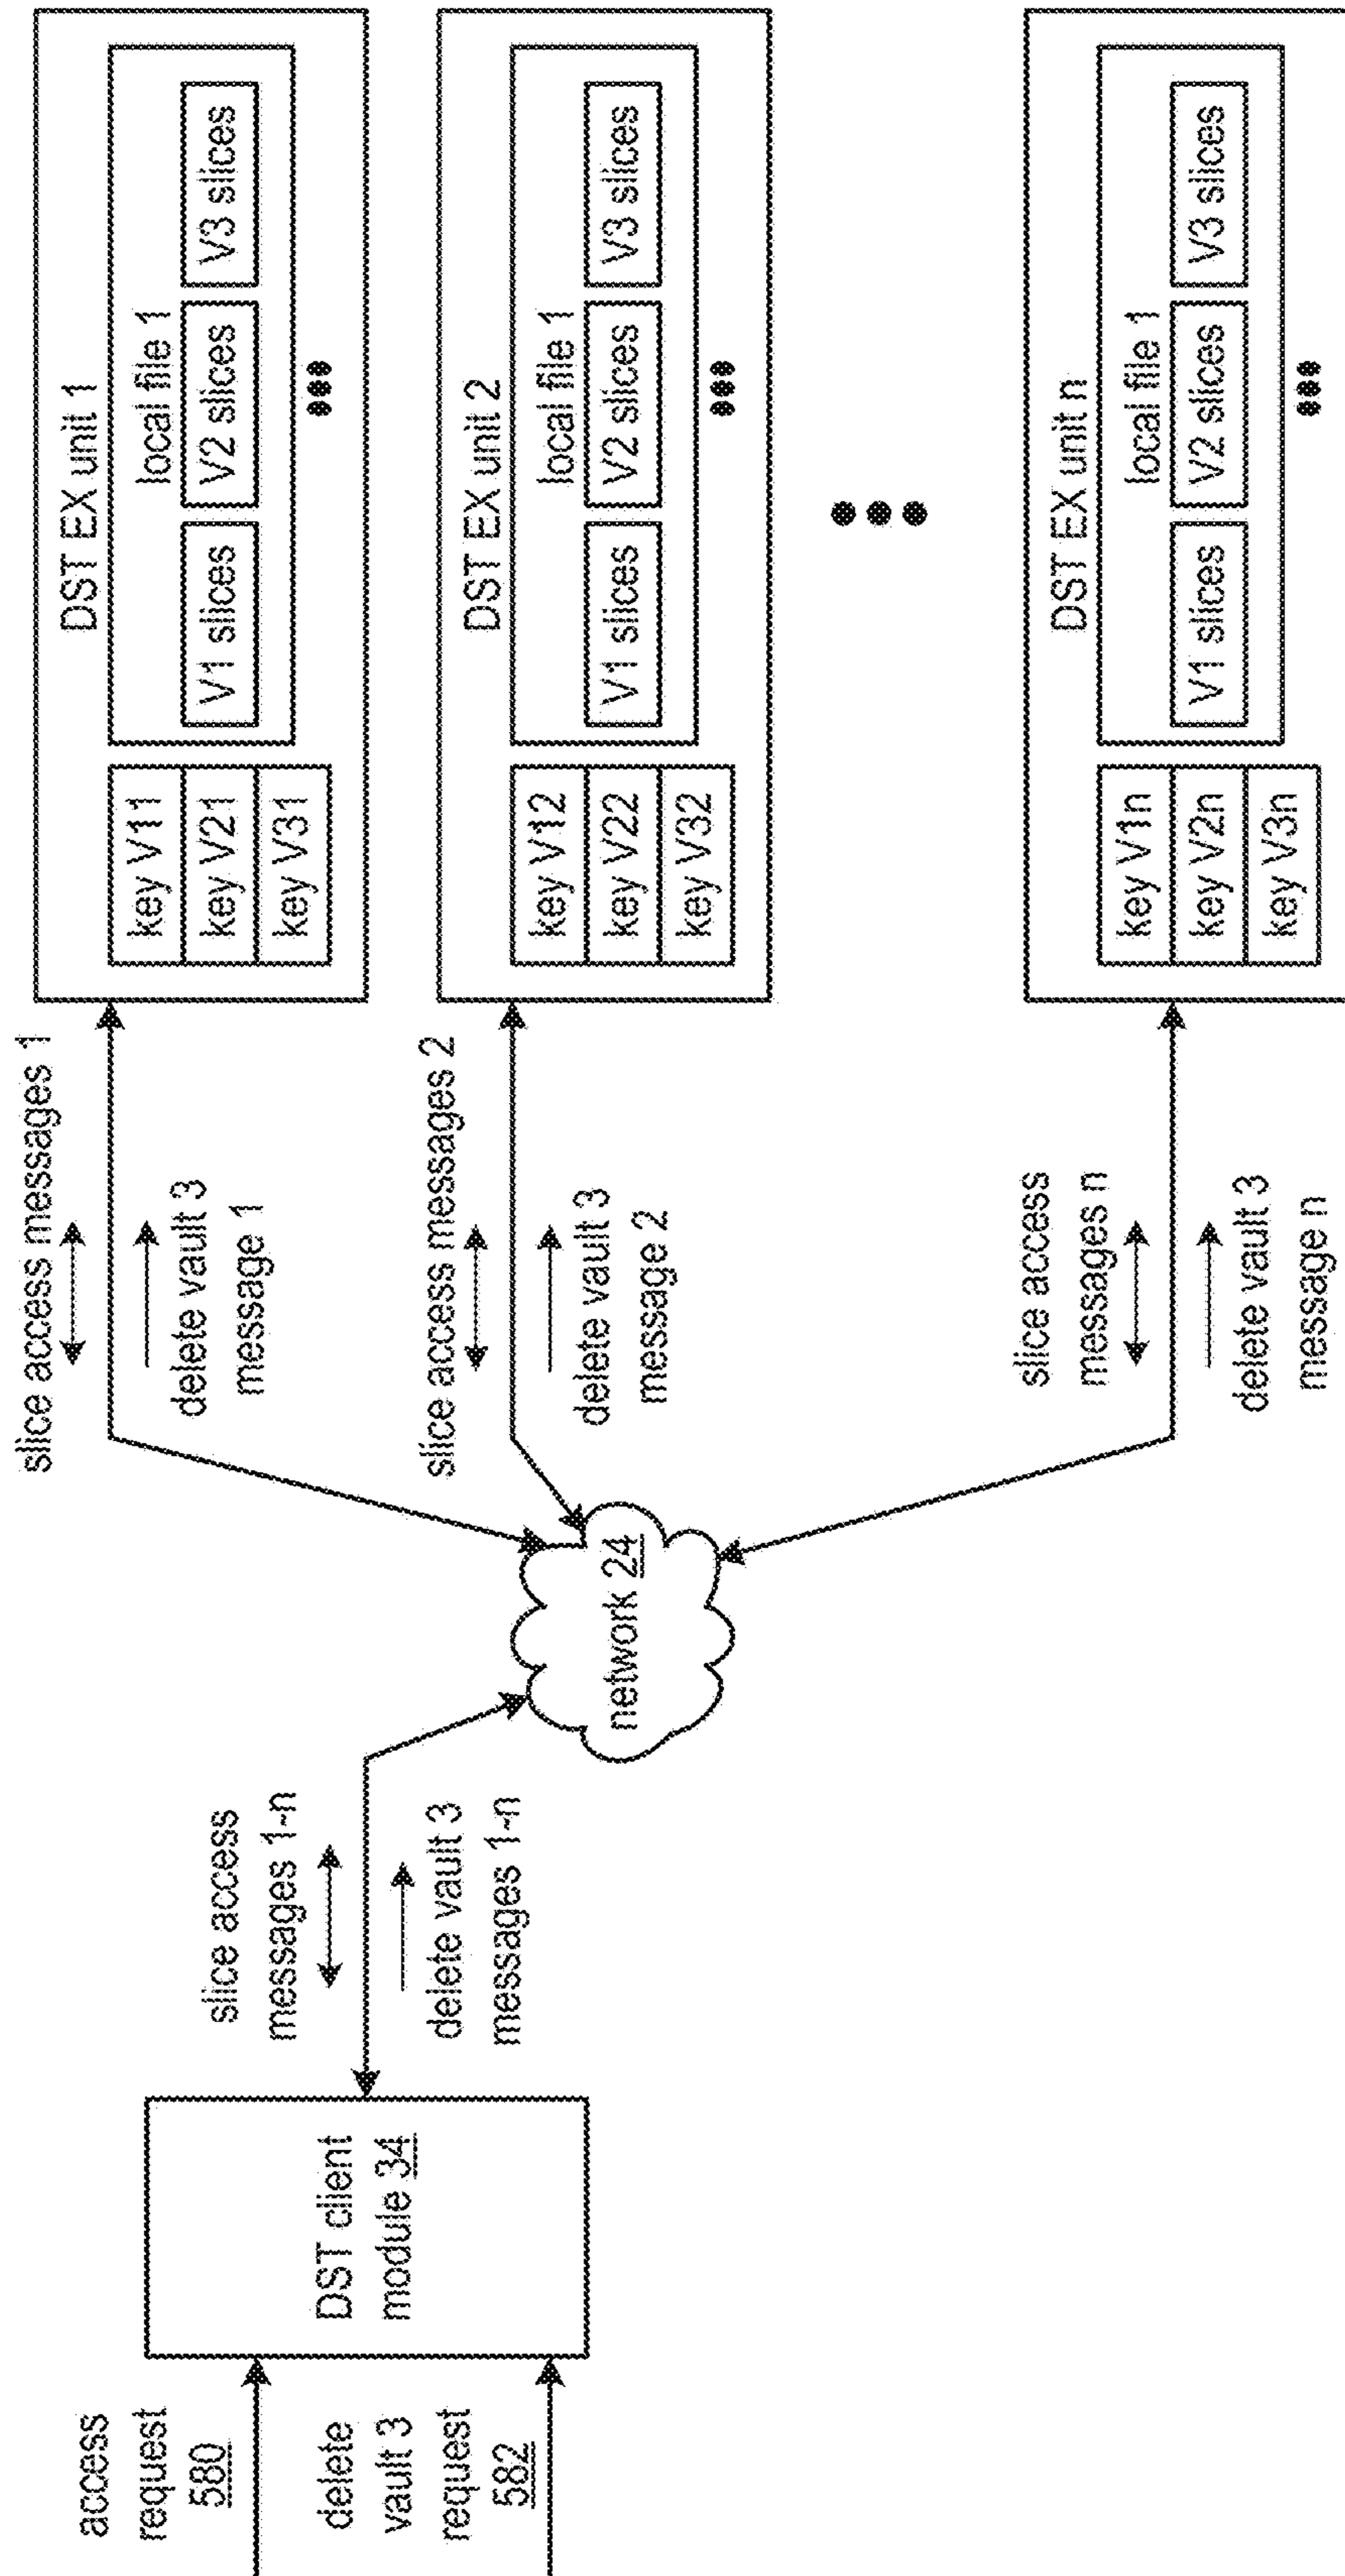 access
request
580
delete
vault 3
request
582
DST client
module 34
slice access
messages 1-n
delete vault 3
messages 1-n
network 24
slice access messages 1
delete vault 3
message 1
DST EX unit 1
key V11
key V21
key V31
local file 1
V1 slices
V2 slices
V3 slices
slice access messages 2
delete vault 3
message 2
DST EX unit 2
key V12
key V22
key V32
local file 1
V1 slices
V2 slices
V3 slices
slice access
messages n
delete vault 3
message n
DST EX unit n
key V1n
key V2n
key V3n
local file 1
V1 slices
V2 slices
V3 slices